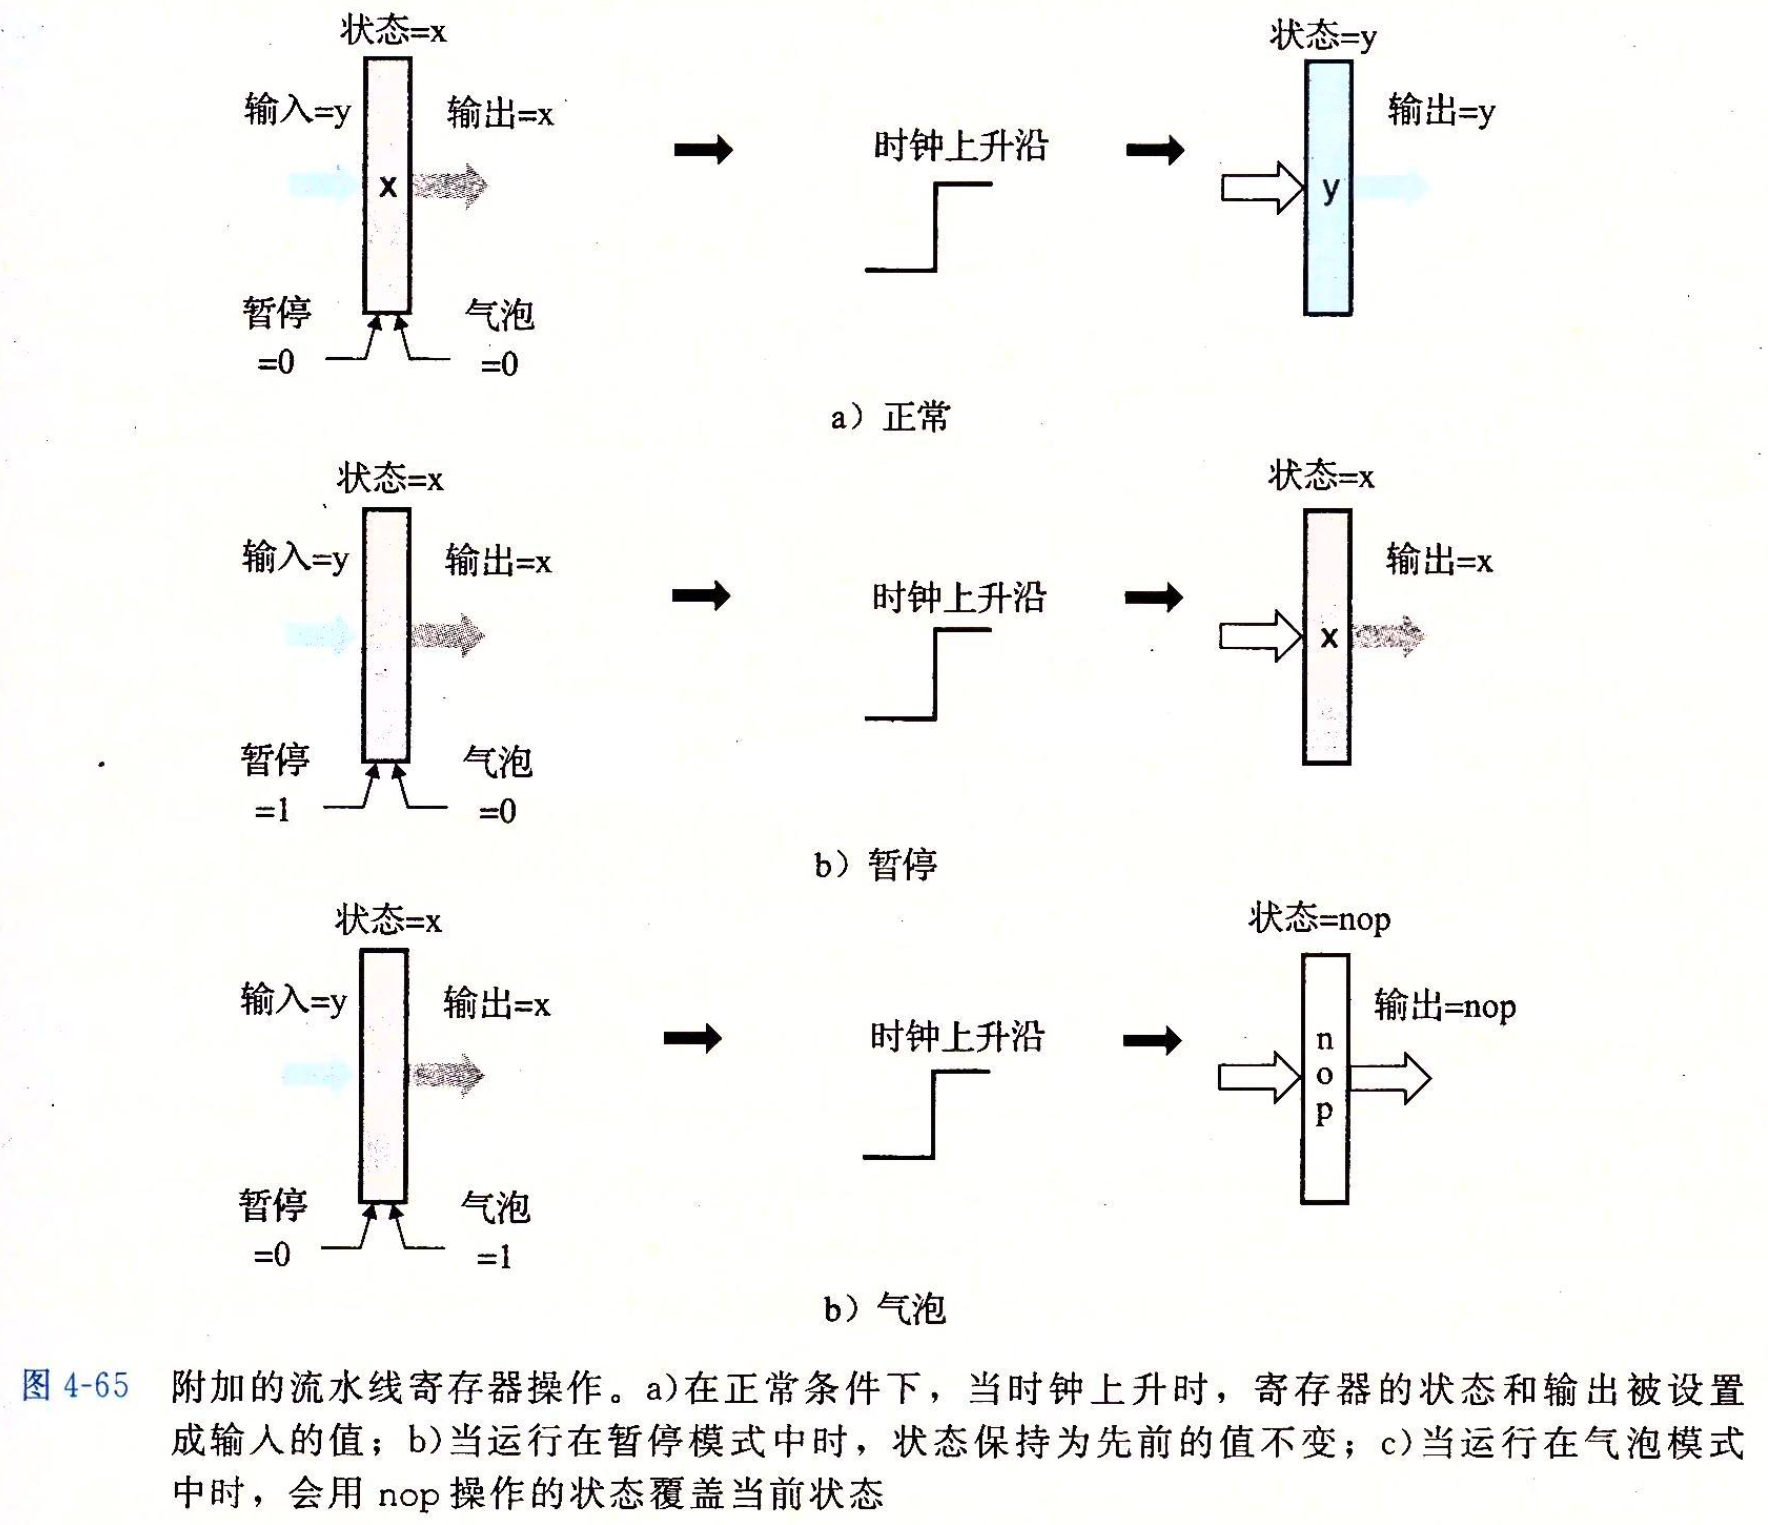 状态=x
状态=y
输入=y
输出=x
输出=y
时钟上升沿
x
y
暂停
=0
气泡
=0
a）正常
状态=x
状态=x
输入=y
输出=x
输出=x
时钟上升沿
x
暂停
=1
气泡
=0
b）暂停
状态=x
状态=nop
输入=y
输出=x
输出=nop
时钟上升沿
n
o
p
暂停
=0
气泡
=1
b）气泡
图 4-65 附加的流水线寄存器操作。a)在正常条件下，当时钟上升时，寄存器的状态和输出被设置
成输入的值；b)当运行在暂停模式中时，状态保持为先前的值不变；c)当运行在气泡模式
中时，会用 nop 操作的状态覆盖当前状态